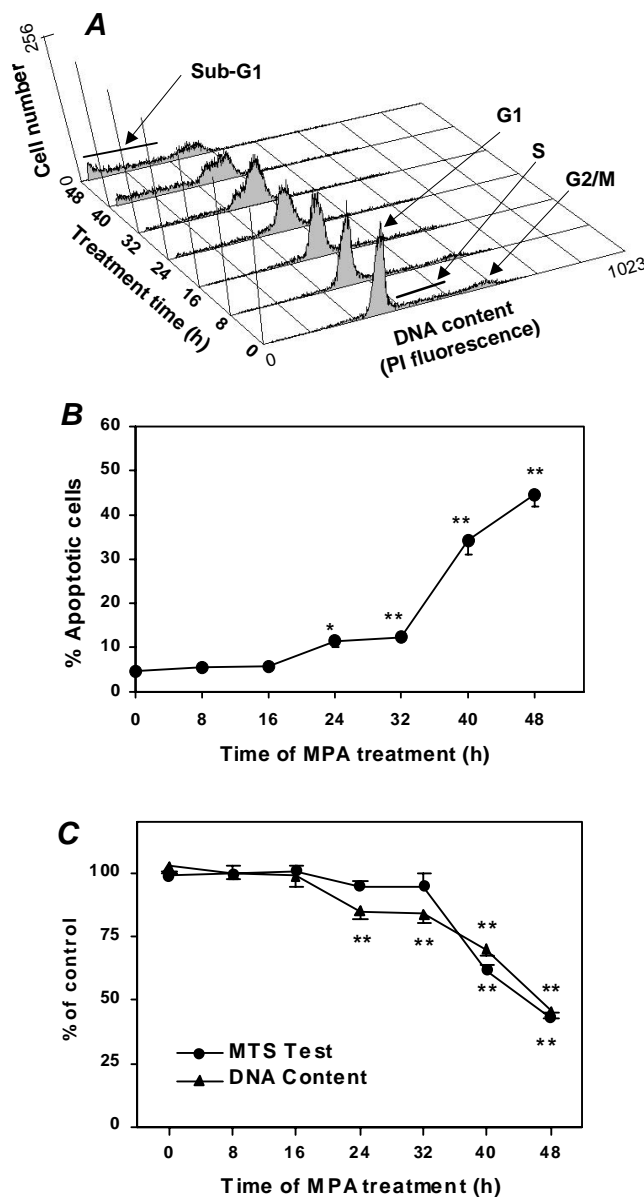 A
256
Cell number
0
Sub-G1
G1
S
G2/M
48
40
32
24
16
8
0
Treatment time (h)
0
1023
DNA content
(PI fluorescence)
B
60
50
40
30
20
10
0
% Apoptotic cells
*
**
**
**
0 8 16 24 32 40 48
Time of MPA treatment (h)
C
100
75
50
25
0
% of control
** ** ** ** ** **
MTS Test
DNA Content
0 8 16 24 32 40 48
Time of MPA treatment (h)